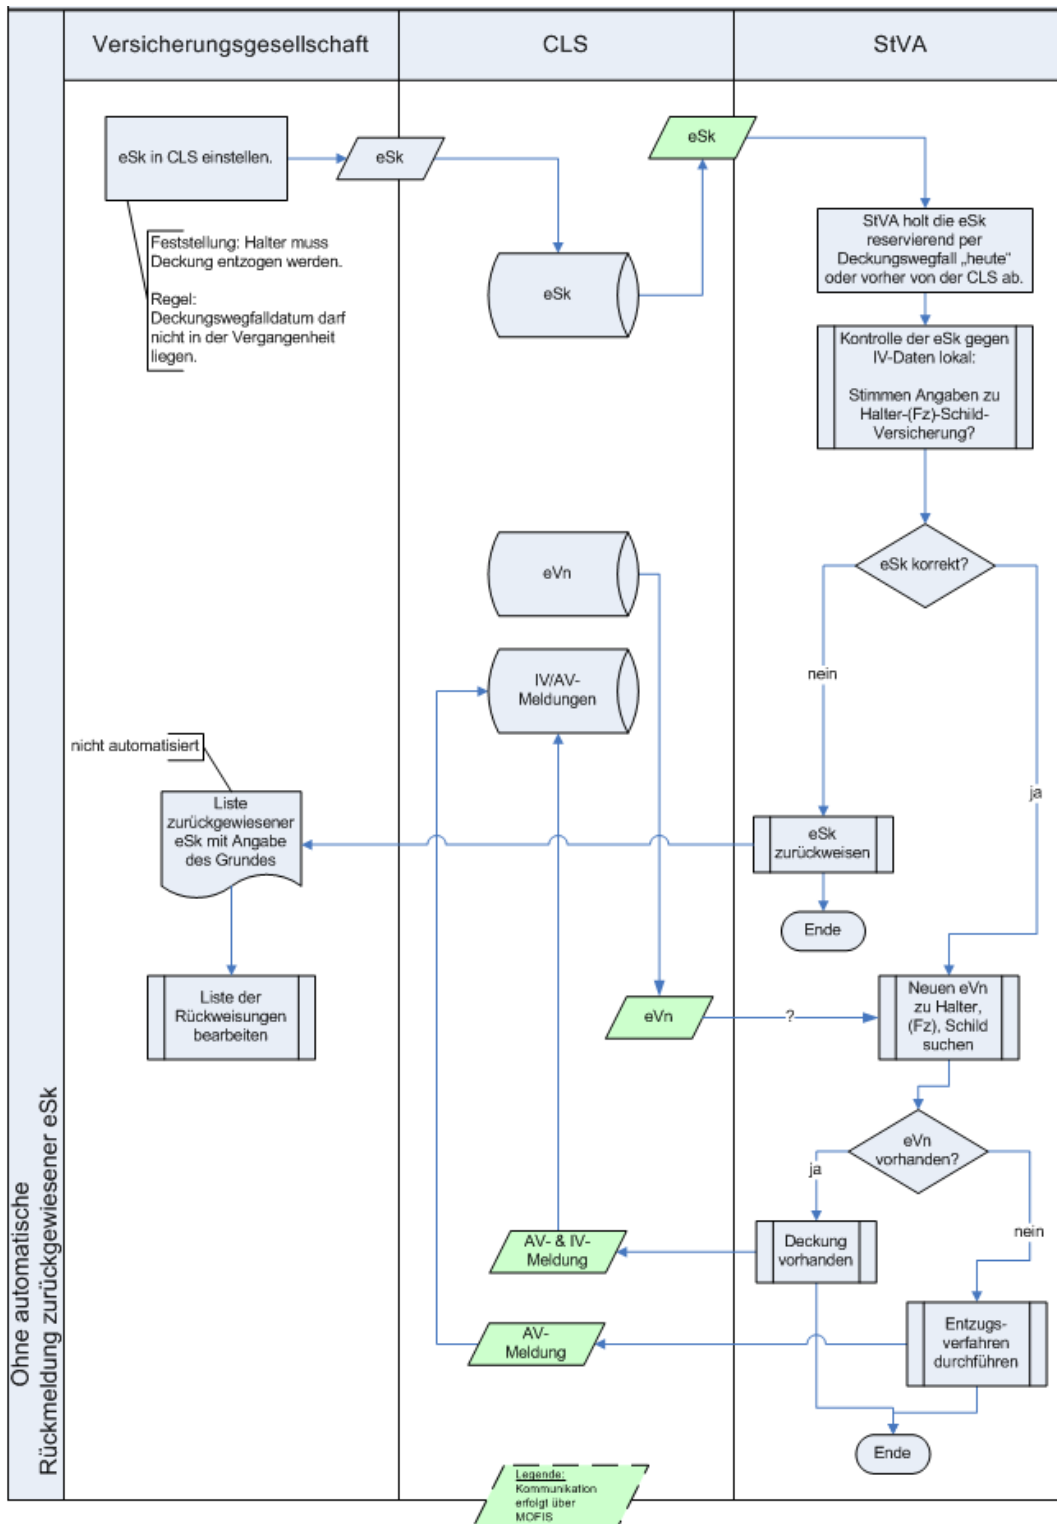 Versicherungsgesellschaft
CLS
StVA
eSk in CLS einstellen.
eSk
eSk
Feststellung: Halter muss
Deckung entzogen werden.
Regel:
Deckungswegfalldatum darf
nicht in der Vergangenheit
liegen.
eSk
StVA holt die eSk
reservierend per
Deckungswegfall „heute“
oder vorher von der CLS ab.
Kontrolle der eSk gegen
IV-Daten lokal:
Stimmen Angaben zu
Halter-(Fz)-Schild-
Versicherung?
eVn
eSk korrekt?
nein
ja
IV/AV-
Meldungen
nicht automatisiert
Liste
zurückgewiesener
eSk mit Angabe
des Grundes
eSk
zurückweisen
Ende
Liste der
Rückweisungen
bearbeiten
eVn
?
Neuen eVn
zu Halter,
(Fz), Schild
suchen
eVn
vorhanden?
ja
nein
AV- & IV-
Meldung
Deckung
vorhanden
AV-
Meldung
Entzugs-
verfahren
durchführen
Ende
Ohne automatische
Rückmeldung zurückgewiesener eSk
Legende:
Kommunikation
erfolgt über
MOFIS